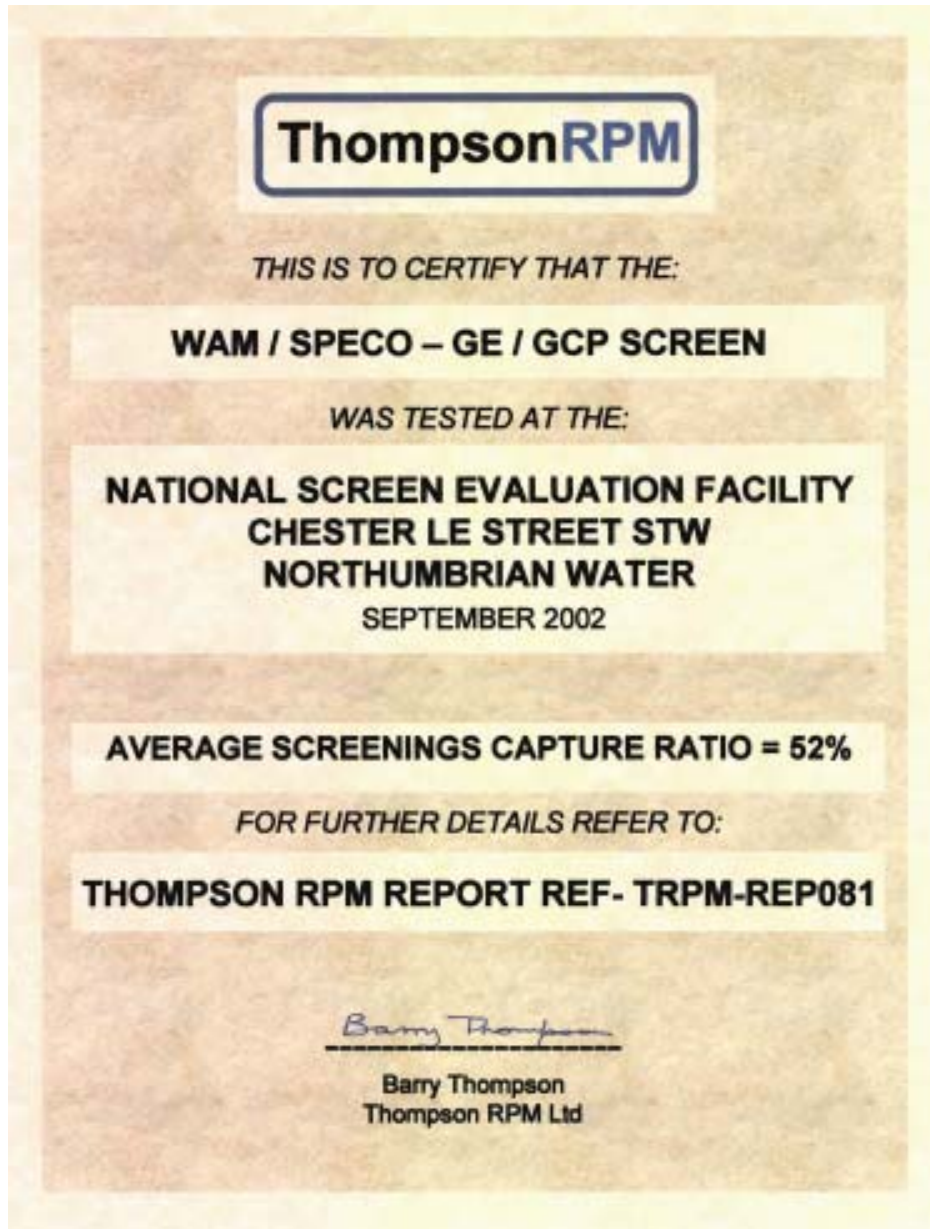 ThompsonRPM
THIS IS TO CERTIFY THAT THE:
WAM / SPECO – GE / GCP SCREEN
WAS TESTED AT THE:
NATIONAL SCREEN EVALUATION FACILITY
CHESTER LE STREET STW
NORTHUMBRIAN WATER
SEPTEMBER 2002
AVERAGE SCREENINGS CAPTURE RATIO = 52%
FOR FURTHER DETAILS REFER TO:
THOMPSON RPM REPORT REF- TRPM-REP081
Barry Thompson
Barry Thompson
Thompson RPM Ltd